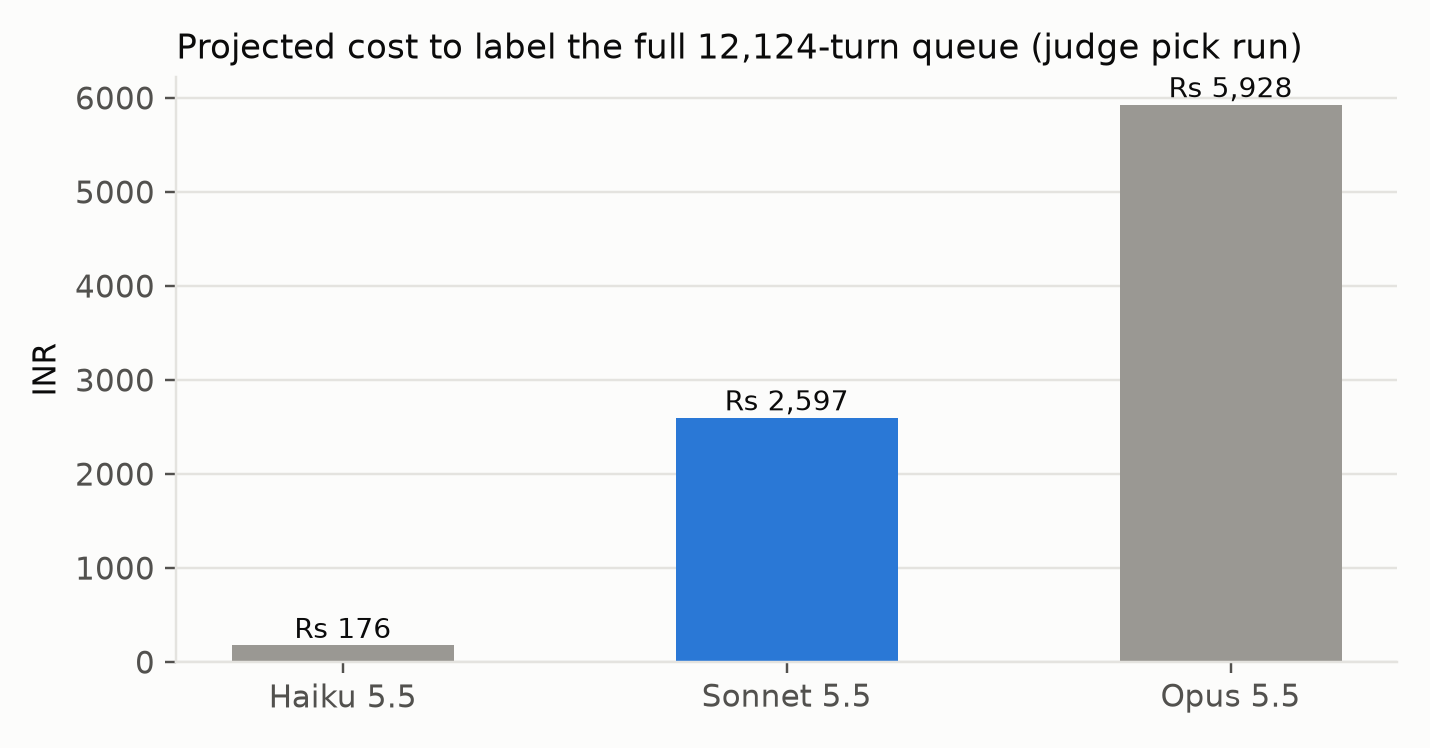 Projected cost to label the full 12,124-turn queue (judge pick run)
Rs 5,928
6000
5000
4000
INR
3000
Rs 2,597
2000
1000
Rs 176
0
Haiku 5.5
Sonnet 5.5
Opus 5.5